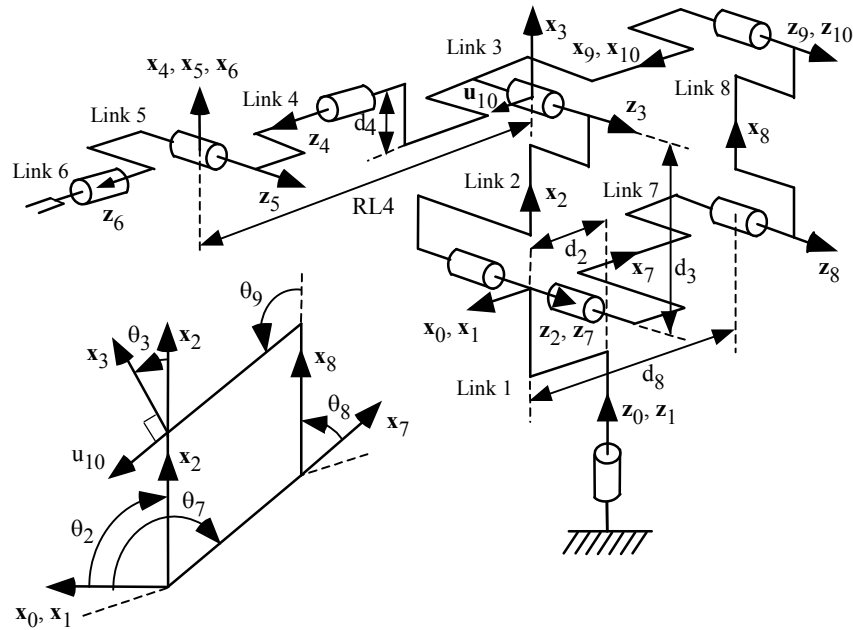 x3
z9, z10
Link 3
x9, x10
x4, x5, x6
Link 8
Link 4
u10
z3
Link 5
d4
x8
z4
Link 6
Link 2
Link 7
z5
RL4
x2
z6
d2
x7
d3
z8
x0, x1
z2, z7
d8
Link 1
z0, z1
θ9
θ3
x2
x3
x8
θ8
x7
u10
x2
θ7
θ2
x0, x1